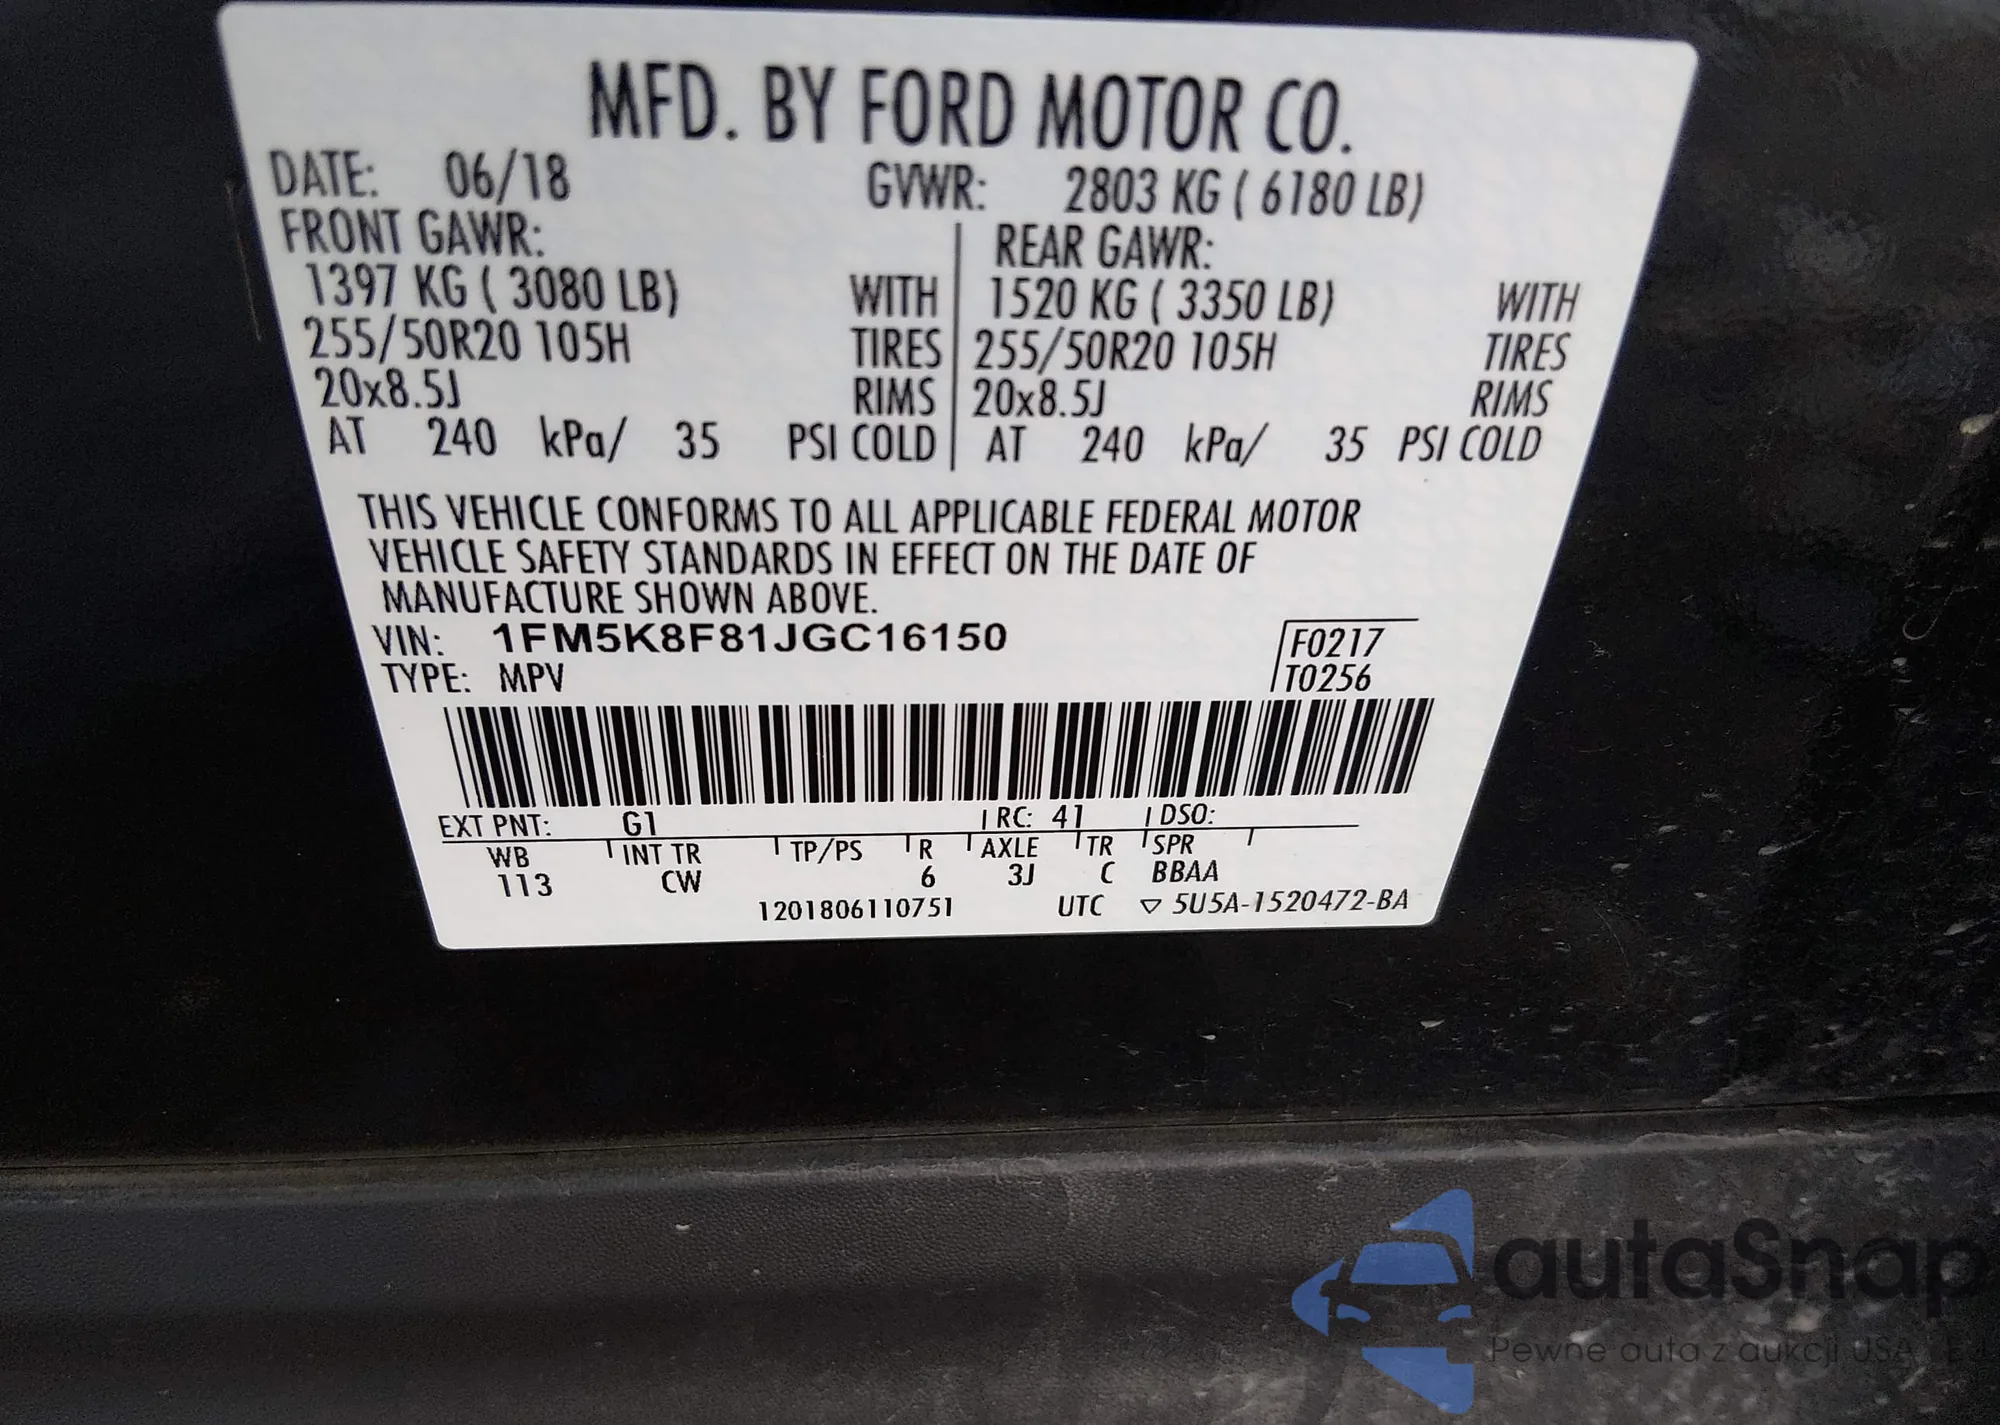 MFD. BY FORD MOTOR CO.
DATE: 06/18 GVWR: 2803 KG ( 6180 LB)
FRONT GAWR: REAR GAWR:
1397 KG ( 3080 LB) WITH 1520 KG ( 3350 LB) WITH
255/50R20 105H TIRES 255/50R20 105H TIRES
20x8.5J RIMS 20x8.5J RIMS
AT 240 kPa/ 35 PSI COLD AT 240 kPa/ 35 PSI COLD
THIS VEHICLE CONFORMS TO ALL APPLICABLE FEDERAL MOTOR
VEHICLE SAFETY STANDARDS IN EFFECT ON THE DATE OF
MANUFACTURE SHOWN ABOVE.
VIN: 1FM5K8F81JGC16150 F0217
TYPE: MPV T0256
EXT PNT: G1 RC: 41 DSO:
WB INT TR TP/PS R AXLE TR SPR
113 CW 6 3J C BBAA
1201806110751 UTC ▽ 5U5A-1520472-BA
autaSnap
Pewne auta z aukcji USA